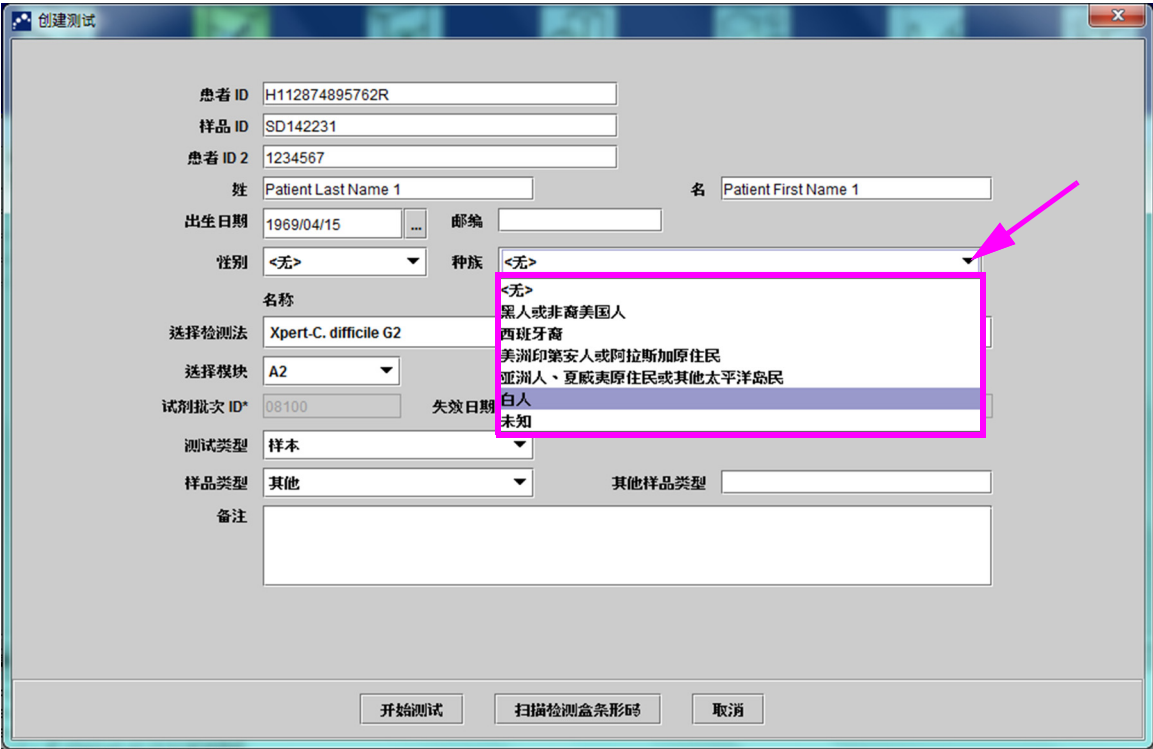 创建测试
患者 ID H112874895762R
样品 ID SD142231
患者 ID 2 1234567
姓 Patient Last Name 1 名 Patient First Name 1
出生日期 1969/04/15 ... 邮编
性别 <无> 种族 <无>
<无>
名称
黑人或非裔美国人
西班牙裔
选择检测法 Xpert-C. difficile G2
美洲印第安人或阿拉斯加原住民
选择模块 A2
亚洲人、夏威夷原住民或其他太平洋岛民
白人
试剂批次 ID* 08100 失效日期
未知
测试类型 样本
样品类型 其他 其他样品类型
备注
开始测试 扫描检测盒条形码 取消